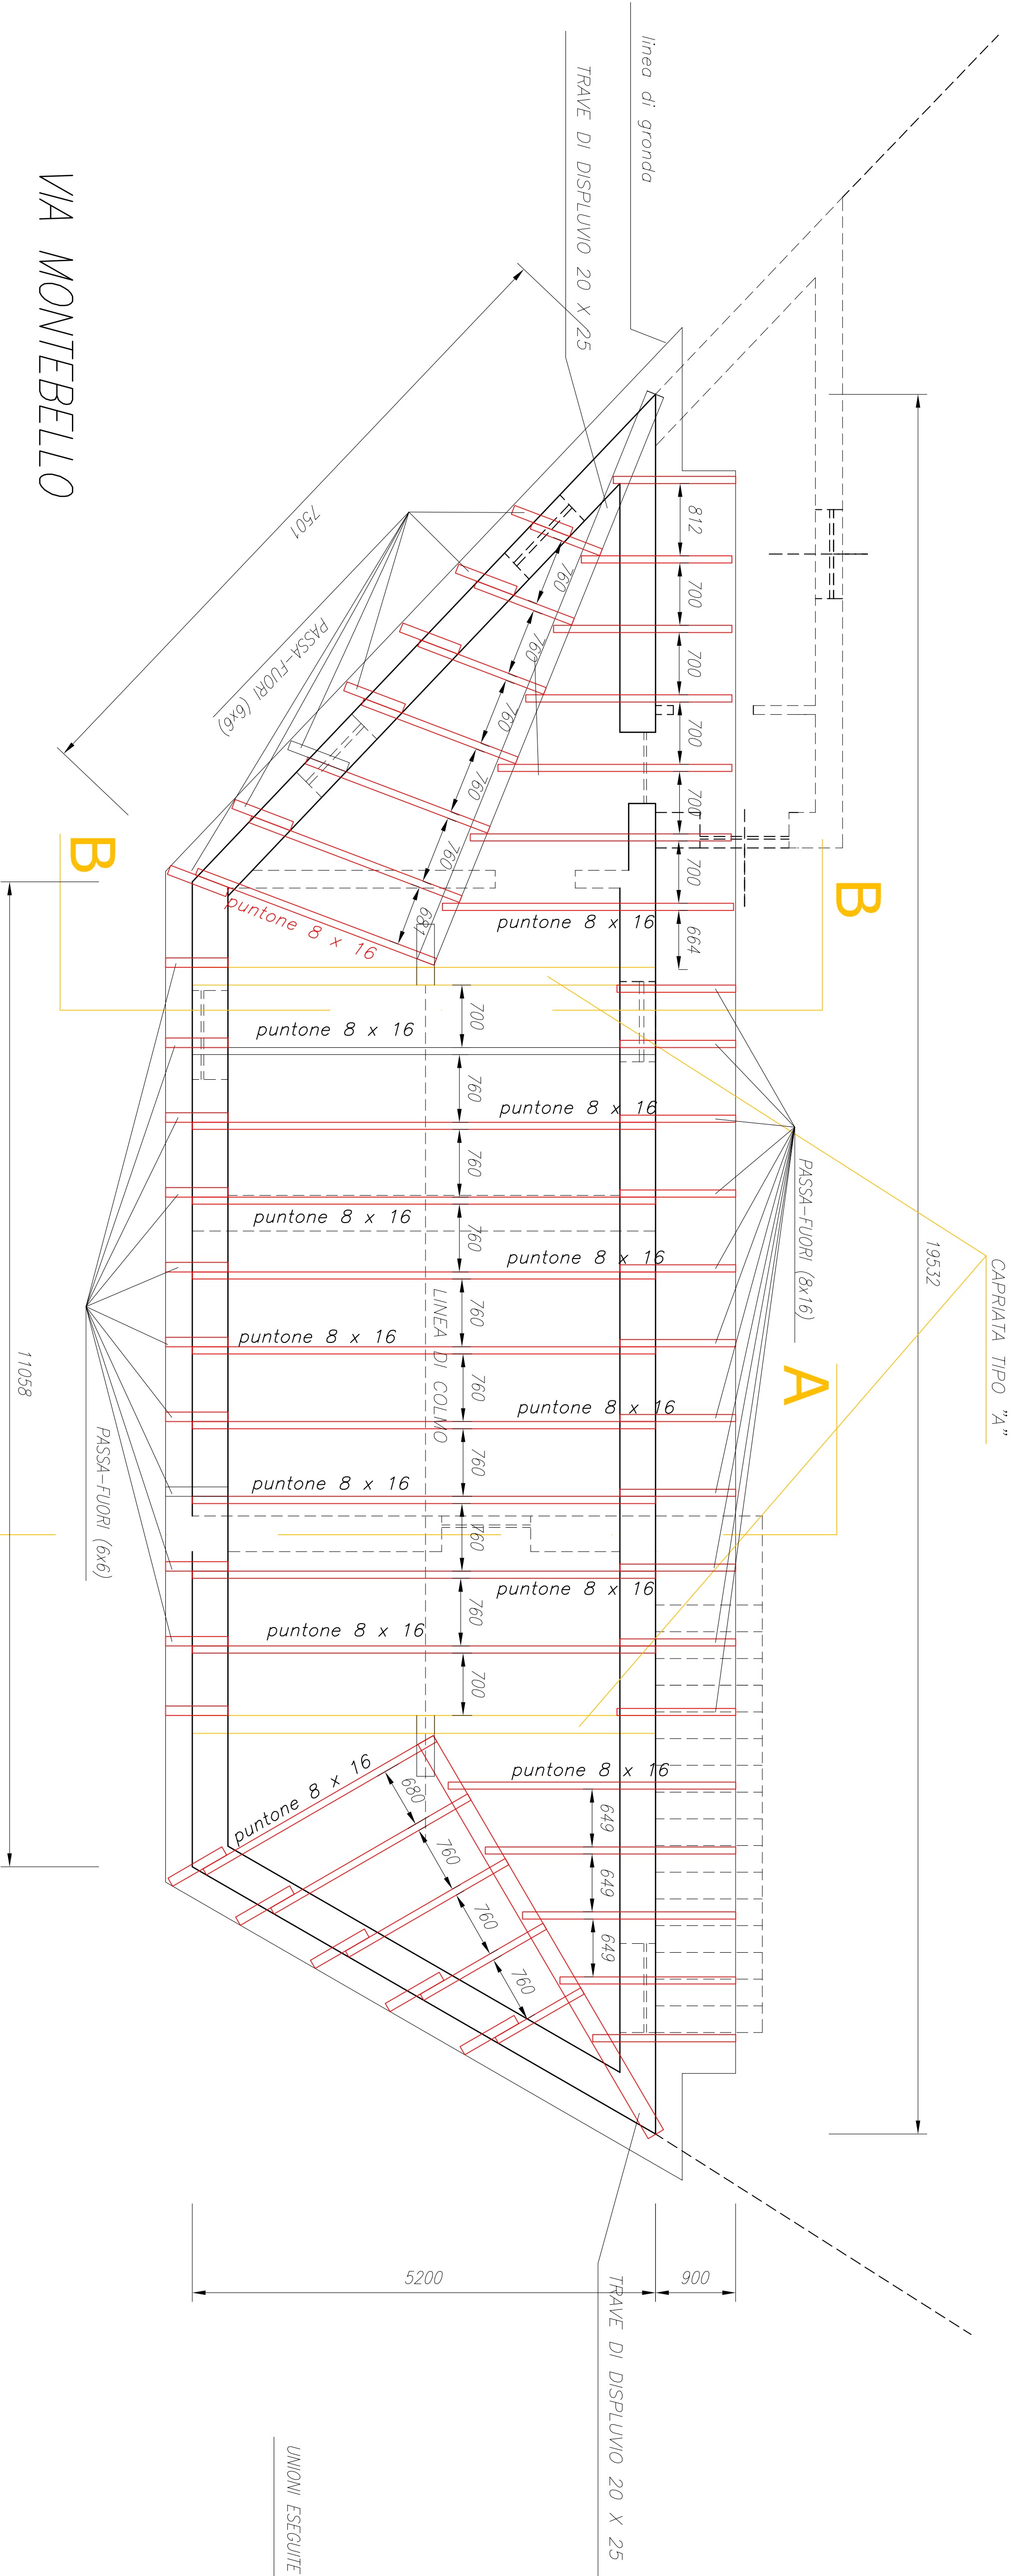 linea di gronda
TRAVE DI DISPLUVIO 20 X 25
VIA MONTEBELLO
7501
812
700
700
700
700
700
664
760
760
760
760
760
681
PASSA-FUORI (6x6)
B
B
puntone 8 x 16
puntone 8 x 16
19532
CAPRIATA TIPO "A"
PASSA-FUORI (8x16)
700
puntone 8 x 16
760
puntone 8 x 16
760
puntone 8 x 16
760
puntone 8 x 16
760
LINEA DI COLMO
puntone 8 x 16
760
A
puntone 8 x 16
760
puntone 8 x 16
760
puntone 8 x 16
760
puntone 8 x 16
700
11058
PASSA-FUORI (6x6)
puntone 8 x 16
puntone 8 x 16
680
760
760
760
649
649
649
5200
900
TRAVE DI DISPLUVIO 20 X 25
UNIONI ESEGUITE